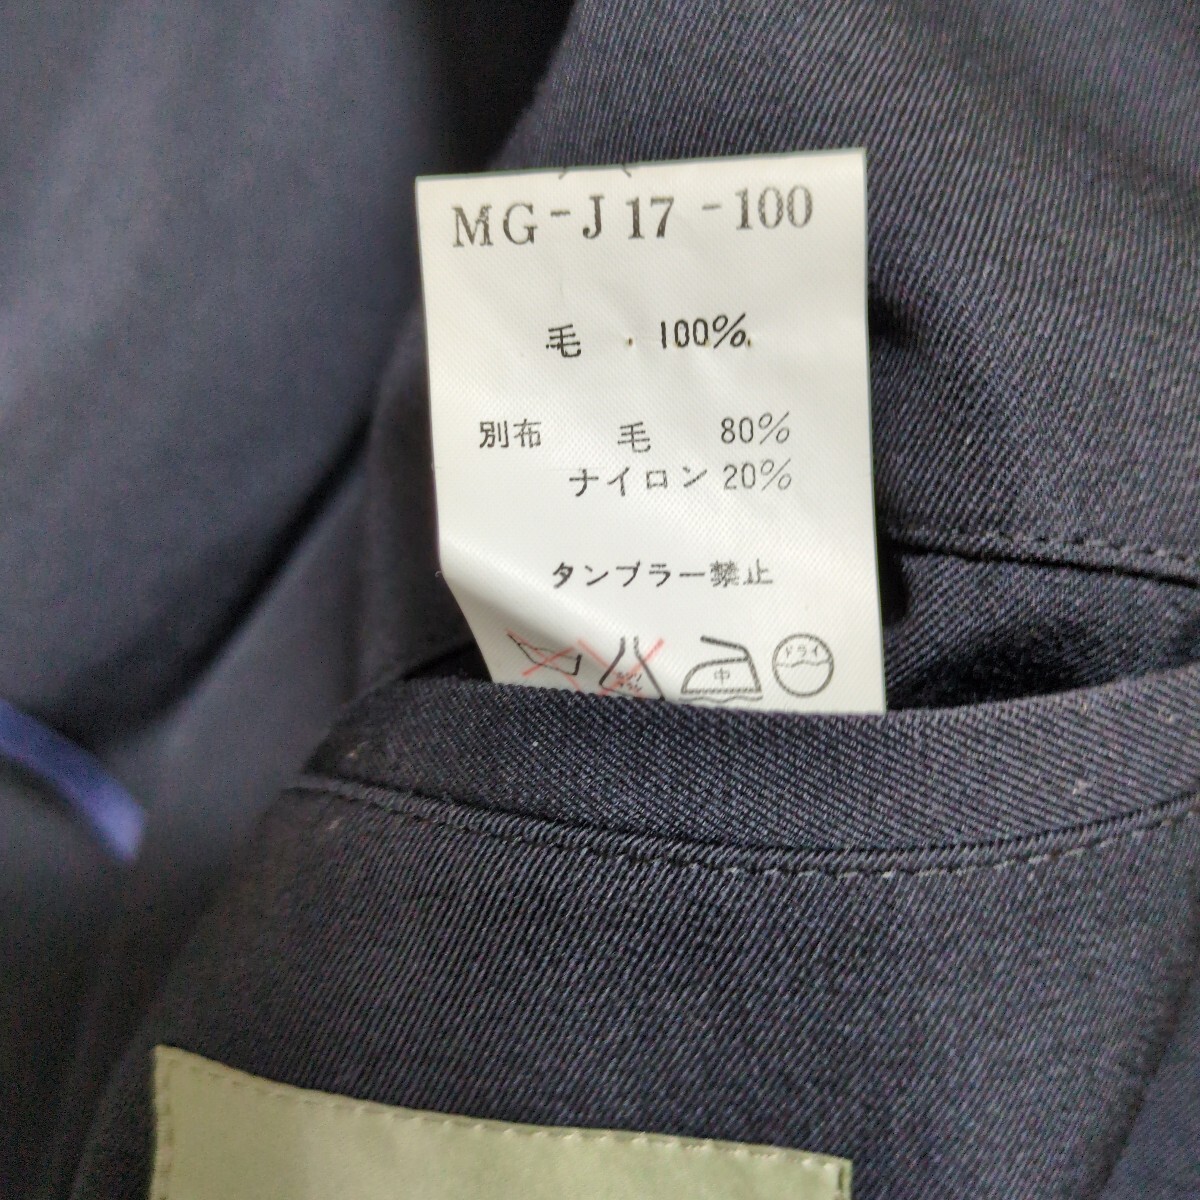 MG-J17-100
毛 100%
別布 毛 80%
ナイロン 20%
タンブラー禁止
中
ドライ